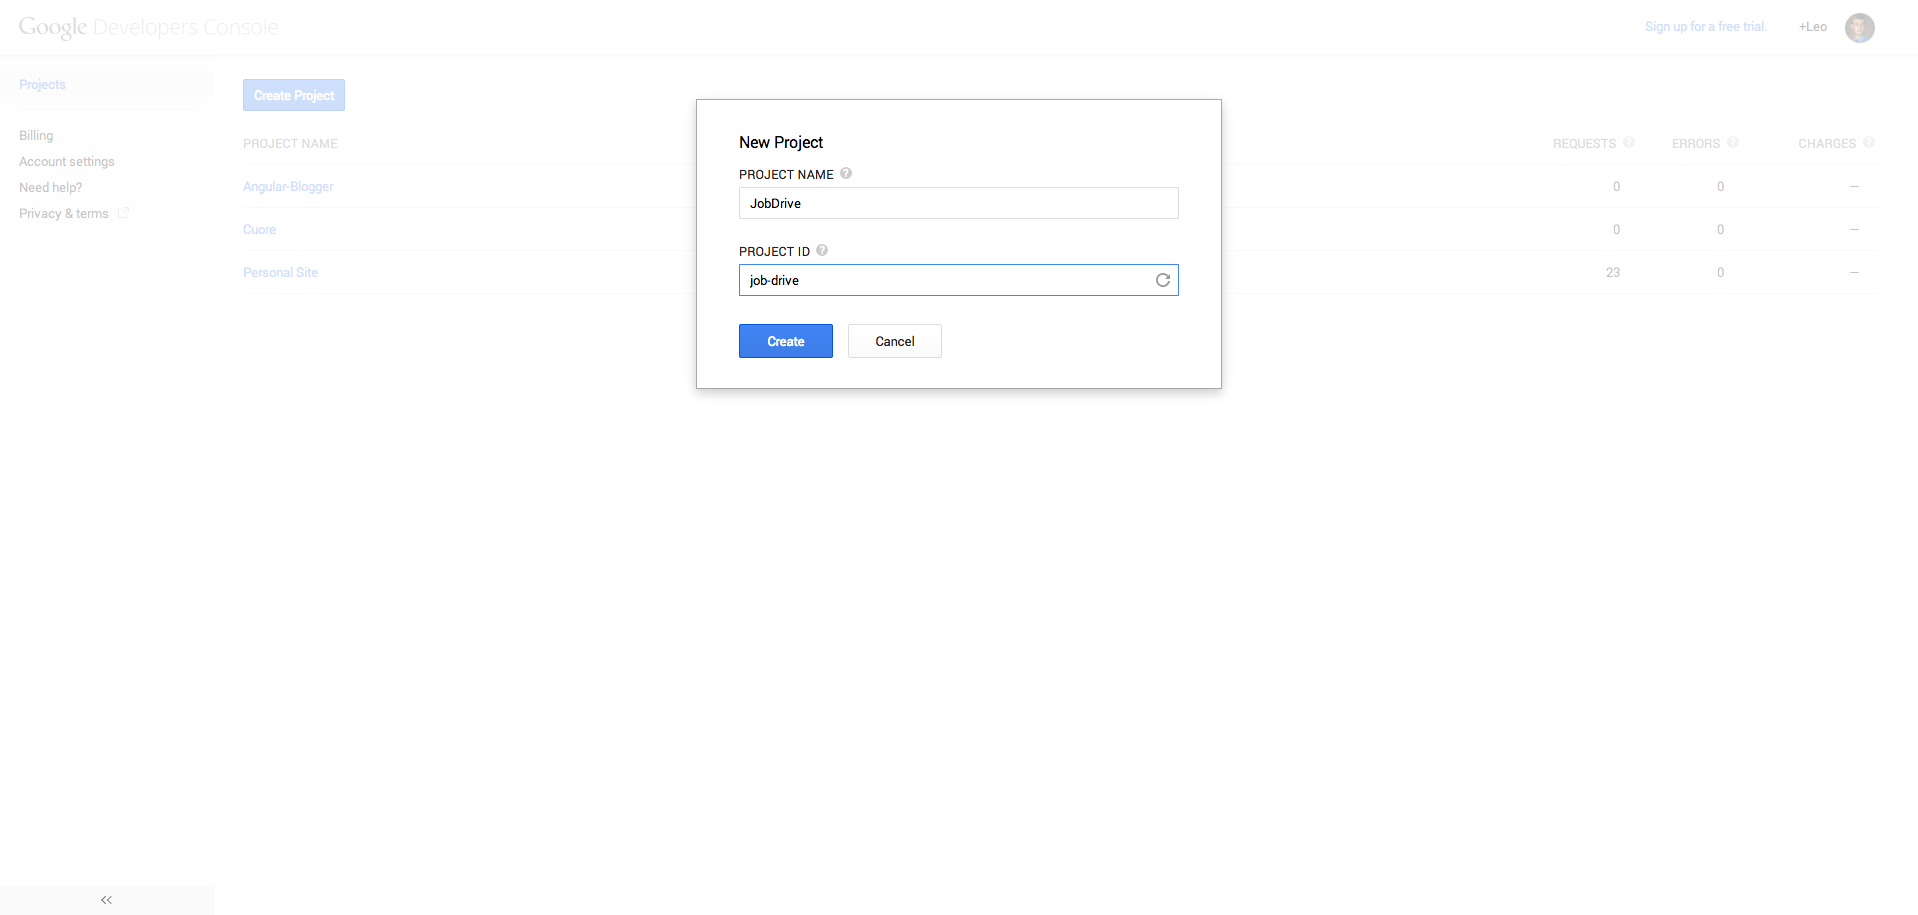 Google Developers Console
Sign up for a free trial.
+Leo
Projects
Billing
Account settings
Need help?
Privacy & terms
Create Project
PROJECT NAME
REQUESTS
ERRORS
CHARGES
Angular-Blogger
0
0
—
Cuore
0
0
—
Personal Site
23
0
—
New Project
PROJECT NAME
JobDrive
PROJECT ID
job-drive
Create
Cancel